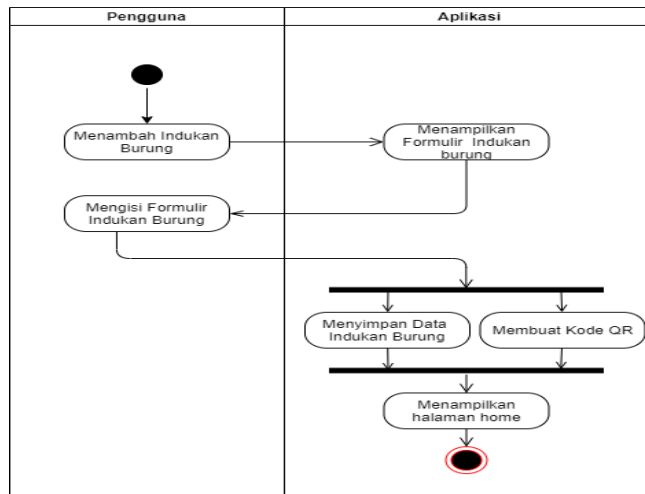 Pengguna
Aplikasi
Menambah Indukan
Burung
Menampilkan
Formulir Indukan
burung
Mengisi Formulir
Indukan Burung
Menyimpan Data
Indukan Burung
Membuat Kode QR
Menampilkan
halaman home